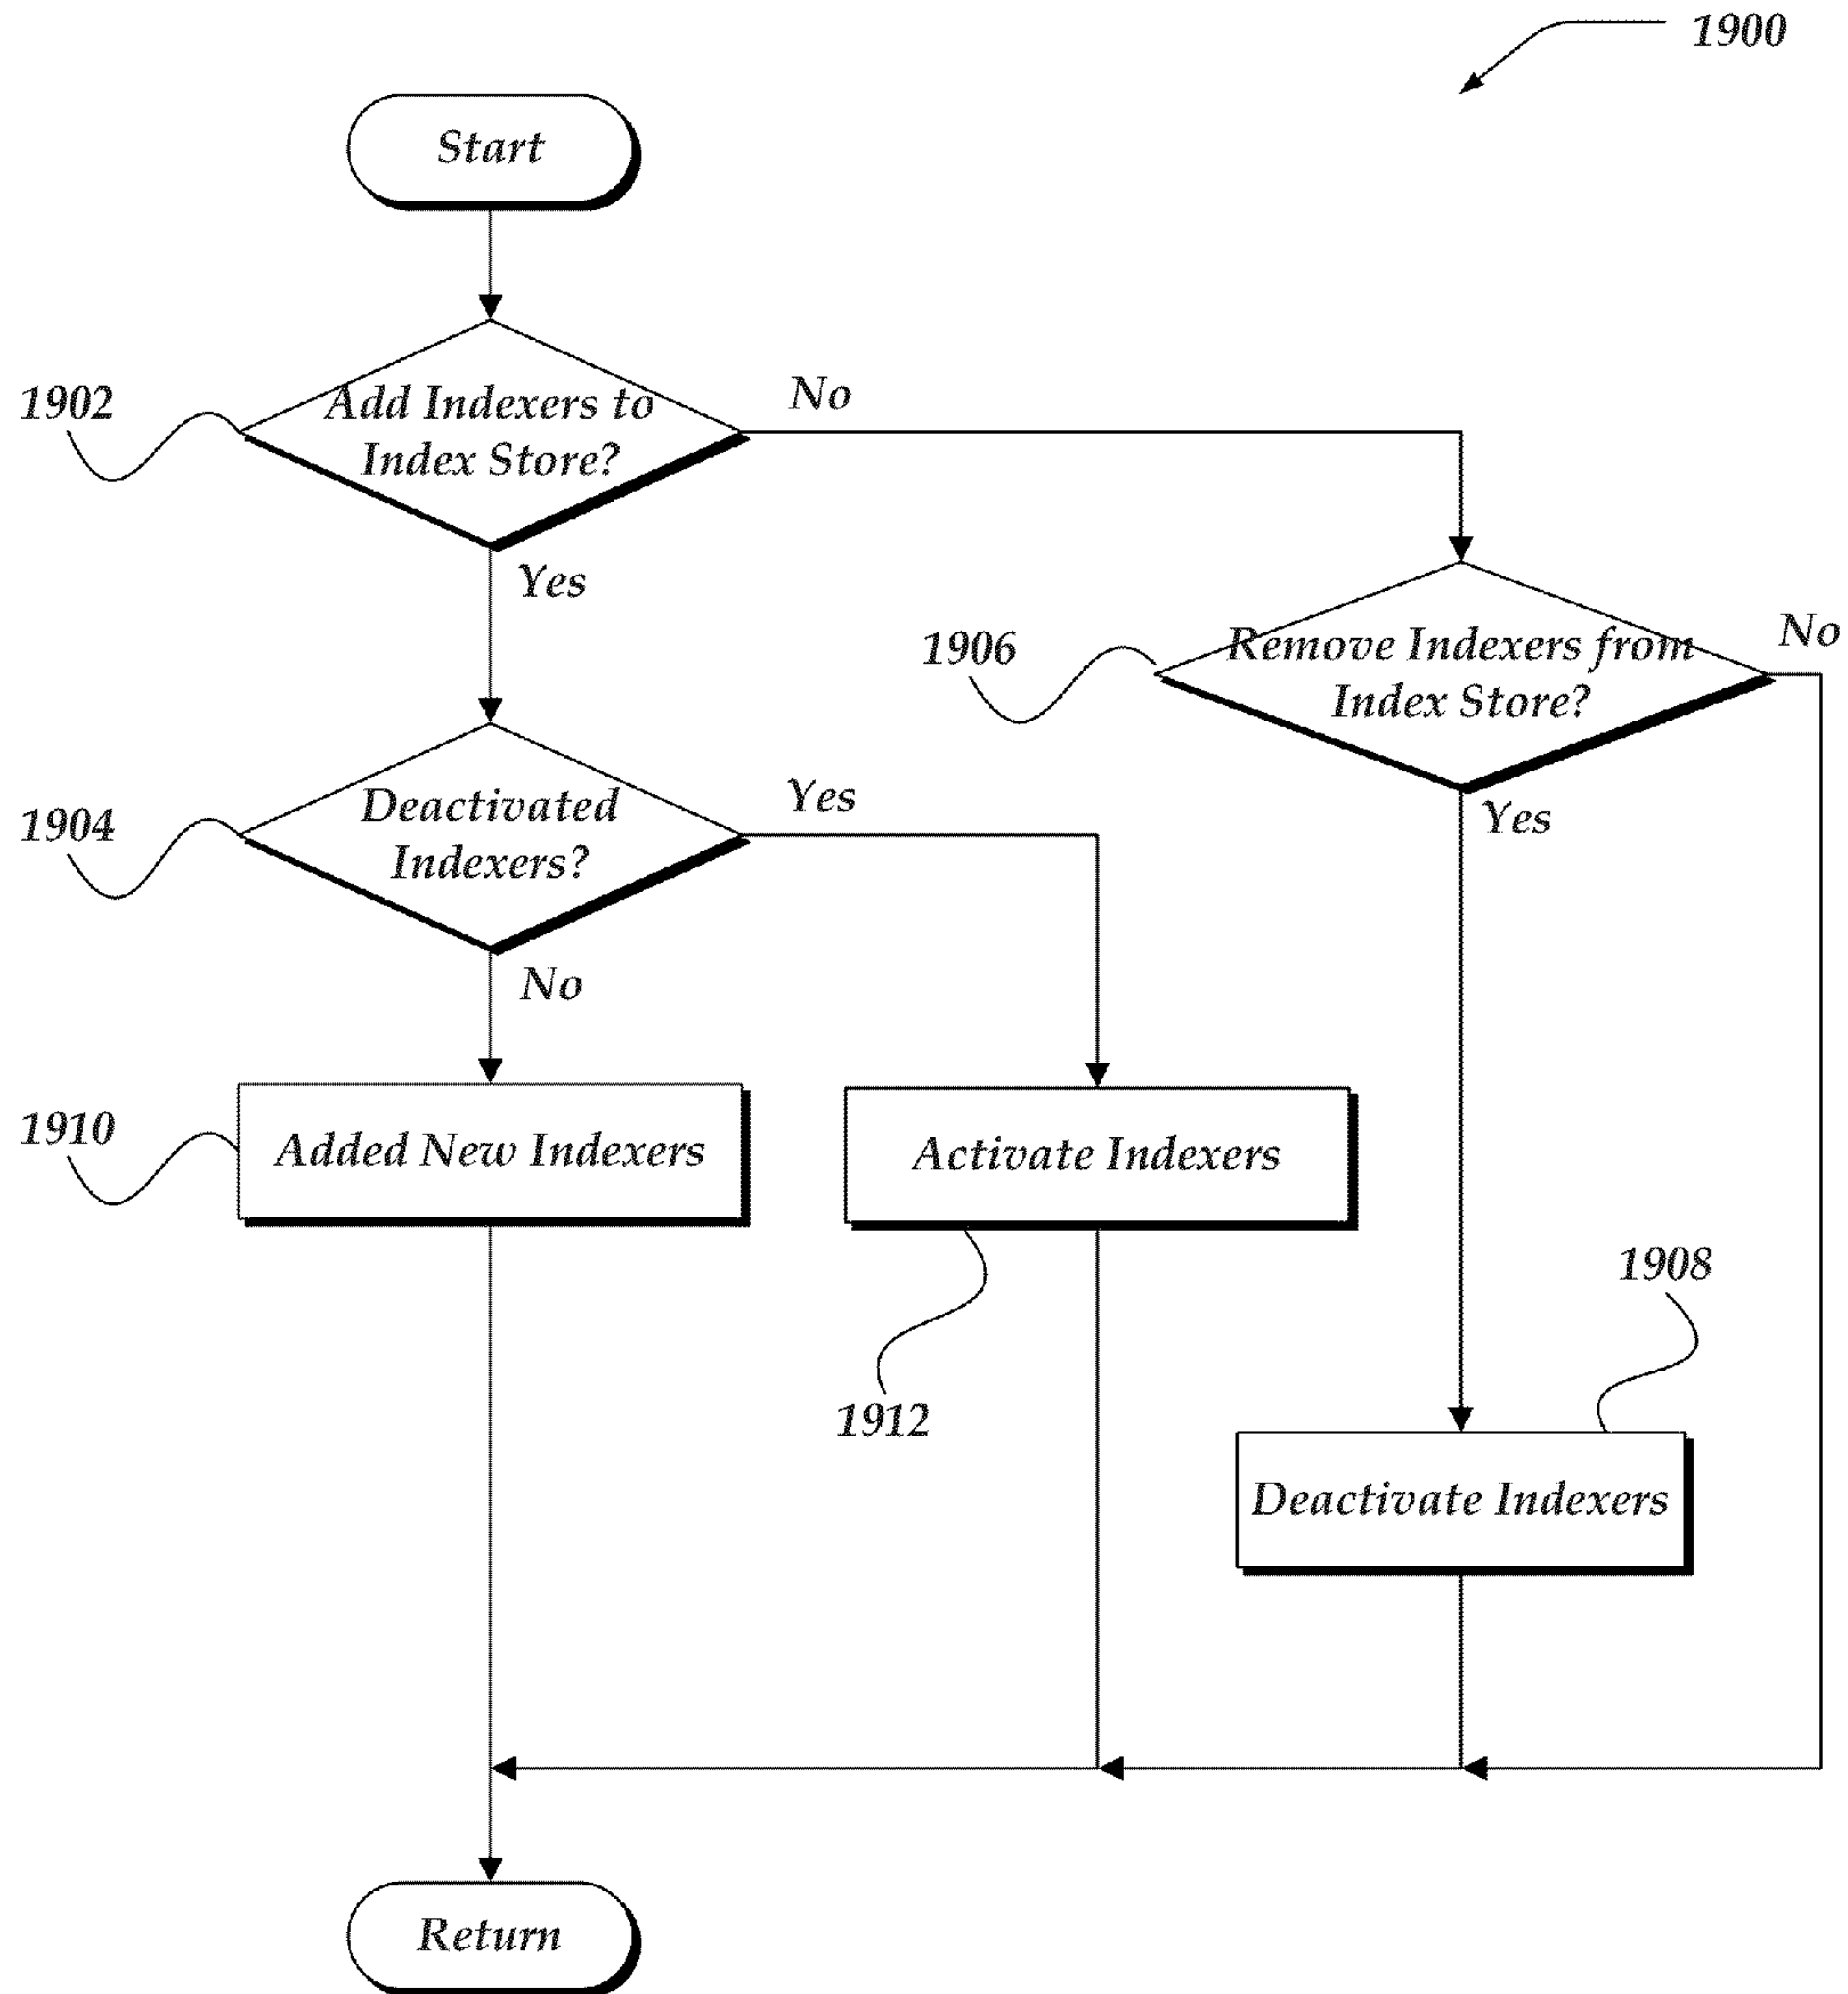 1900
Start
1902
Add Indexers to
Index Store?
No
Yes
1906
Remove Indexers from
Index Store?
No
Yes
1904
Deactivated
Indexers?
Yes
No
1910
Added New Indexers
Activate Indexers
1912
1908
Deactivate Indexers
Return